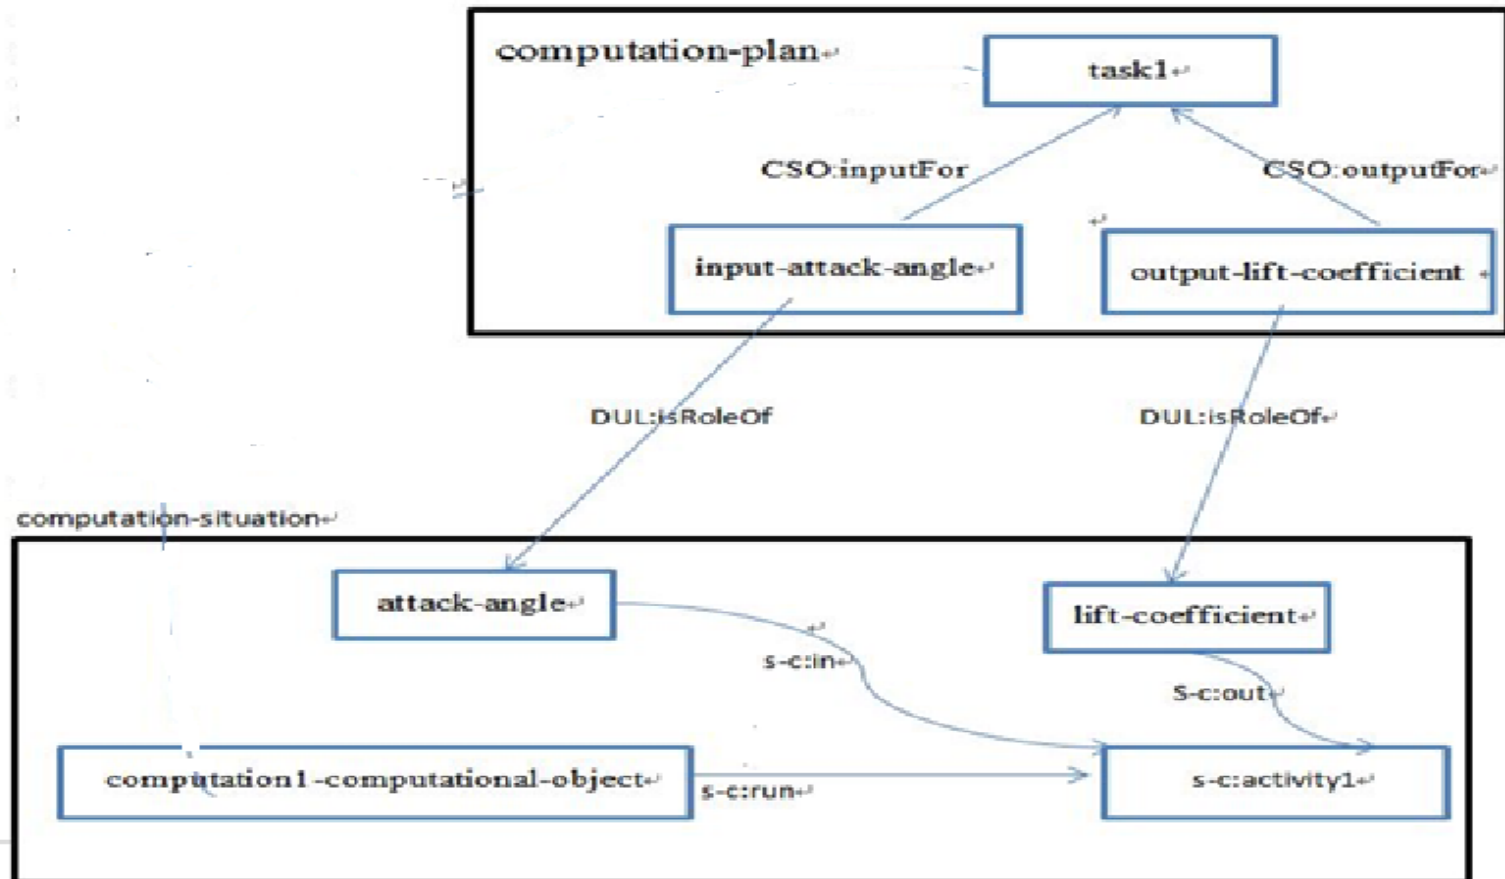 computation-plan
task1
CSO:inputFor
CSO:outputFor
input-attack-angle
output-lift-coefficient
DUL:isRoleOf
DUL:isRoleOf
computation-situation
attack-angle
lift-coefficient
s-c:in
S-c:out
computation1-computational-object
s-c:run
s-c:activity1